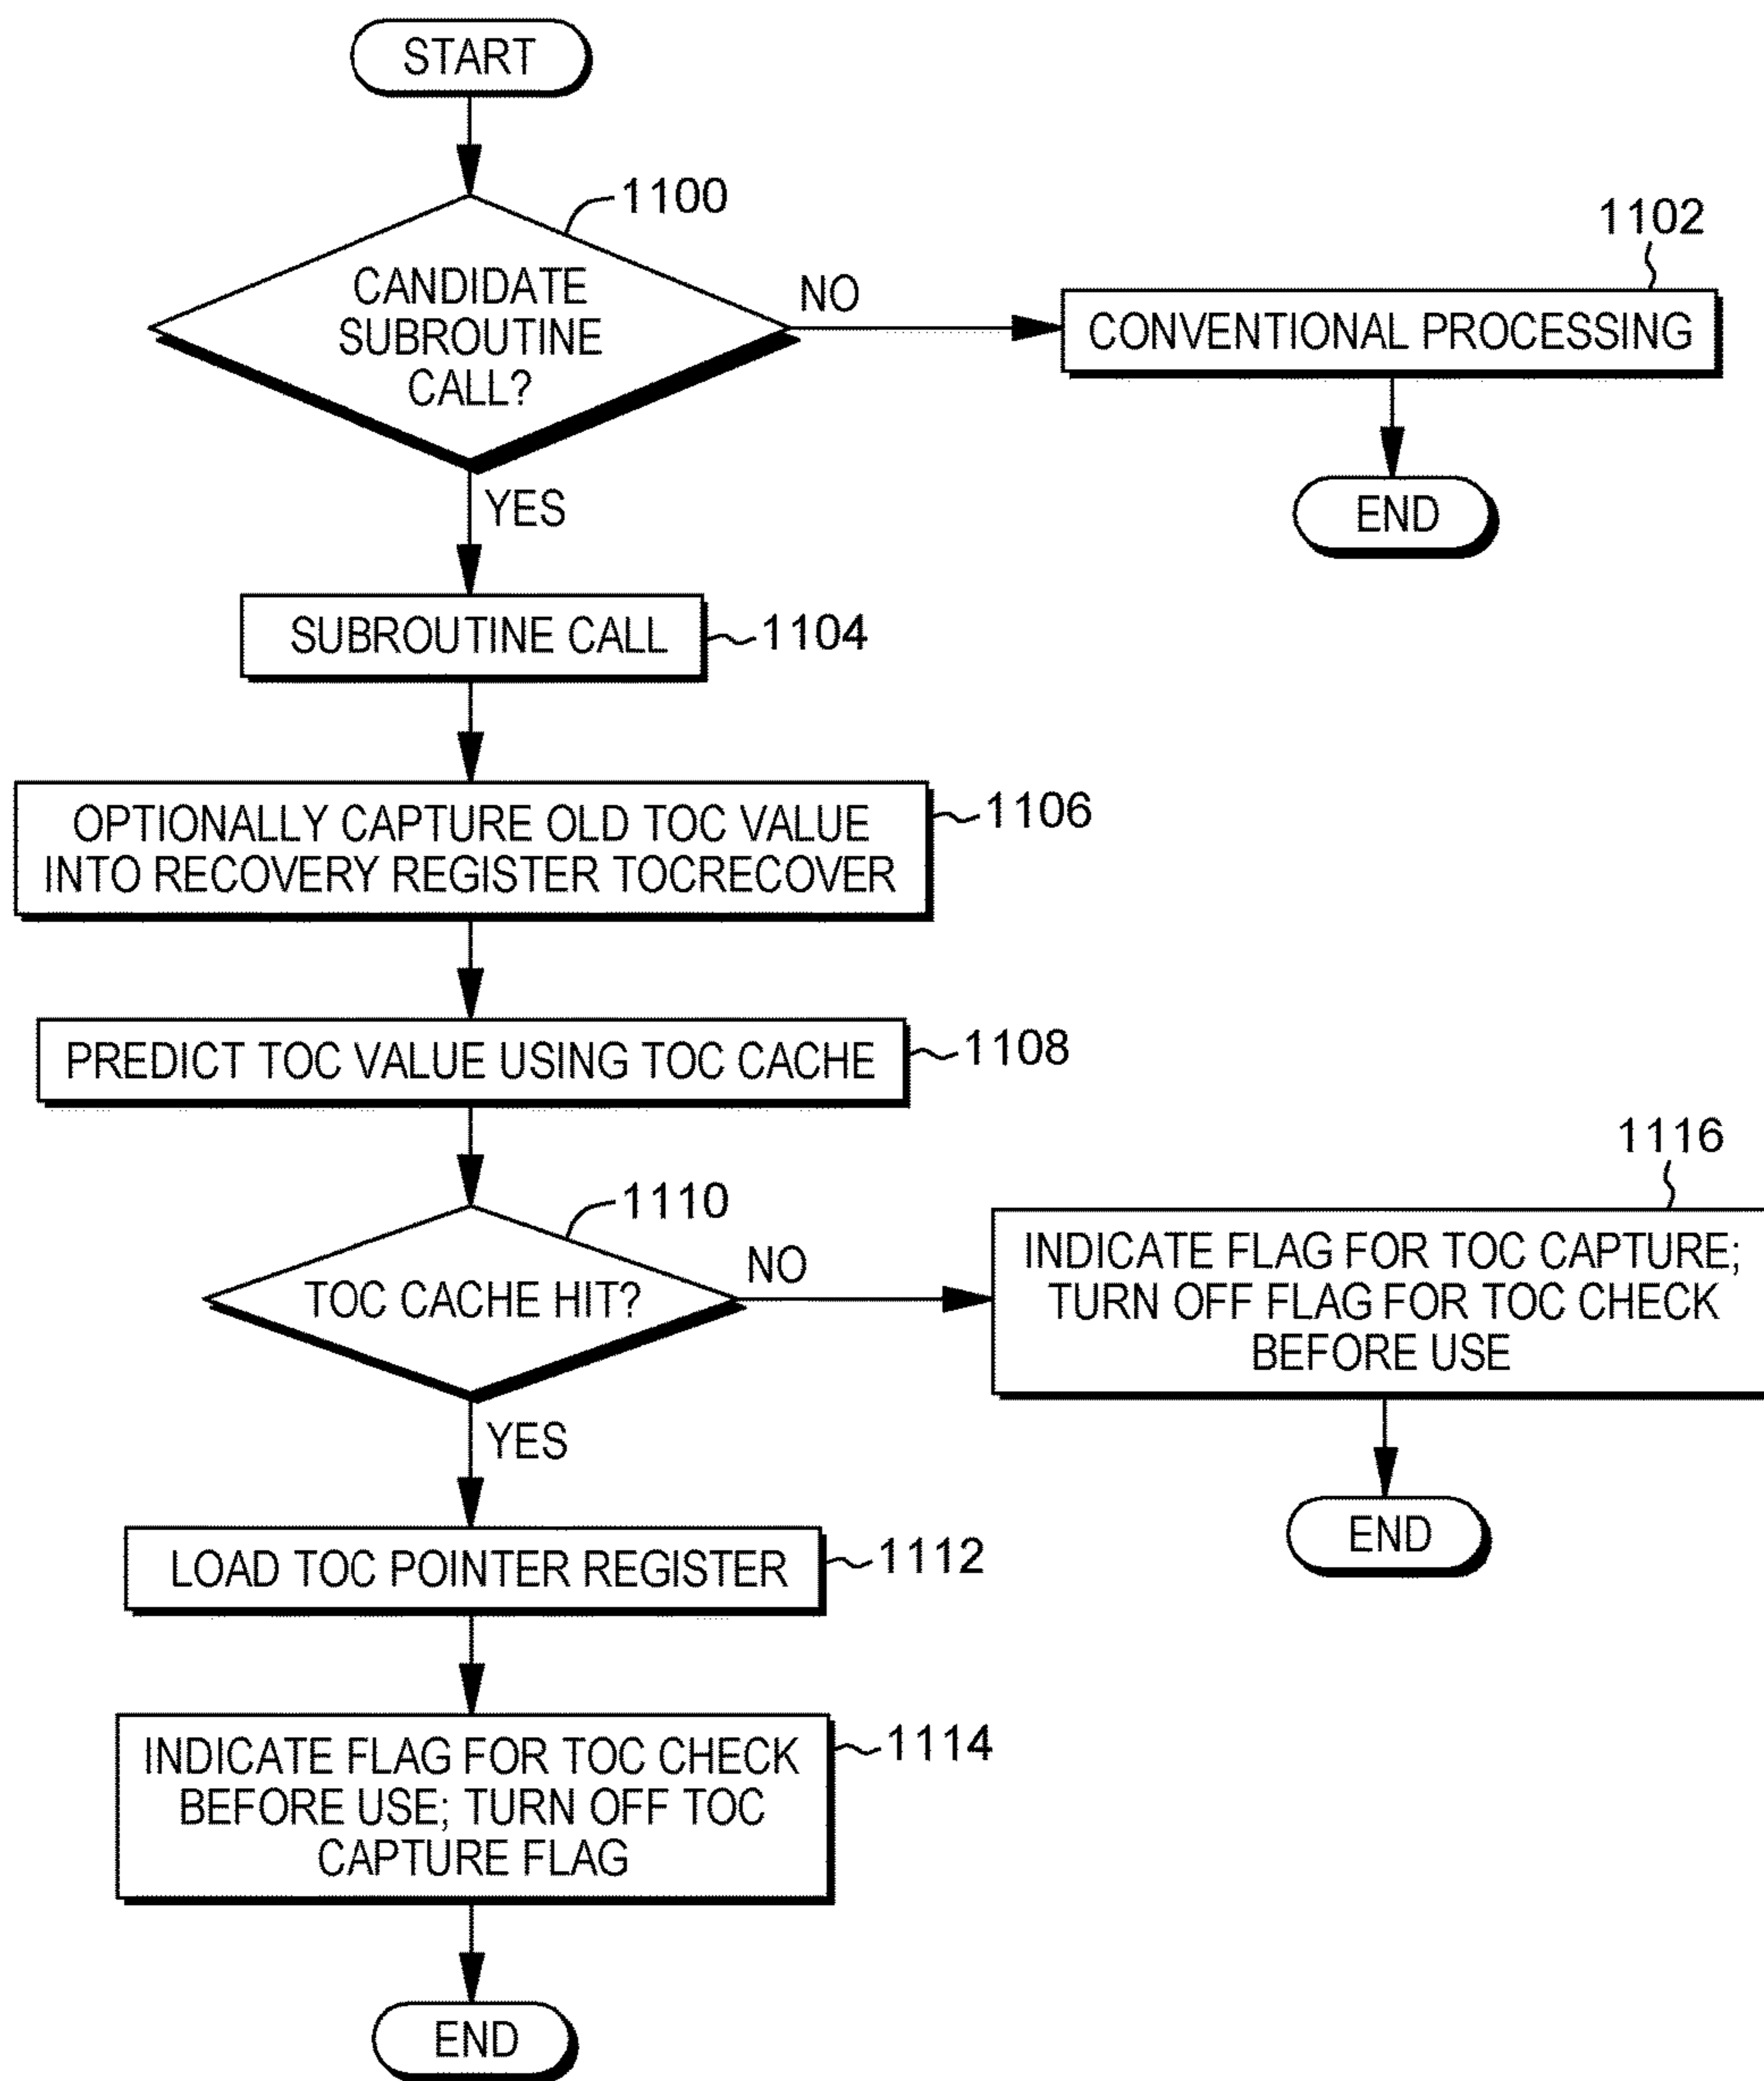 START
1100
CANDIDATE
SUBROUTINE
CALL?
NO
1102
CONVENTIONAL PROCESSING
END
YES
SUBROUTINE CALL
1104
OPTIONALLY CAPTURE OLD TOC VALUE
INTO RECOVERY REGISTER TOCRECOVER
1106
PREDICT TOC VALUE USING TOC CACHE
1108
1110
TOC CACHE HIT?
NO
1116
INDICATE FLAG FOR TOC CAPTURE;
TURN OFF FLAG FOR TOC CHECK
BEFORE USE
END
YES
LOAD TOC POINTER REGISTER
1112
INDICATE FLAG FOR TOC CHECK
BEFORE USE; TURN OFF TOC
CAPTURE FLAG
1114
END